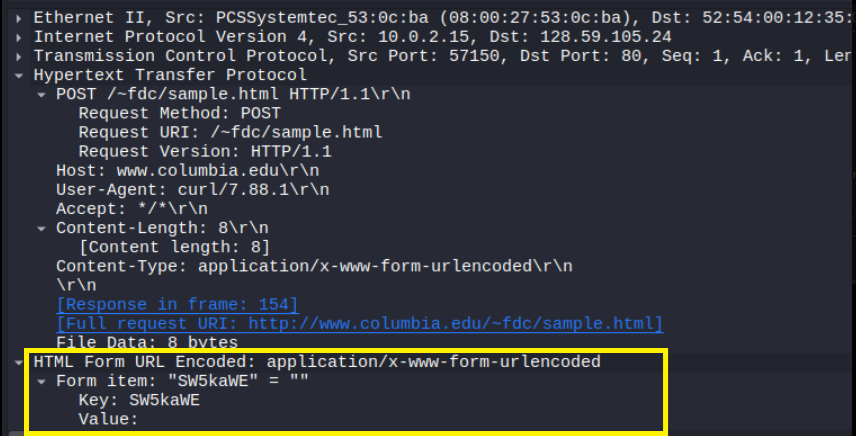 Ethernet II, Src: PCSSystemtec_53:0c:ba (08:00:27:53:0c:ba), Dst: 52:54:00:12:35:
Internet Protocol Version 4, Src: 10.0.2.15, Dst: 128.59.105.24
Transmission Control Protocol, Src Port: 57150, Dst Port: 80, Seq: 1, Ack: 1, Len
Hypertext Transfer Protocol
POST /~fdc/sample.html HTTP/1.1\r\n
Request Method: POST
Request URI: /~fdc/sample.html
Request Version: HTTP/1.1
Host: www.columbia.edu\r\n
User-Agent: curl/7.88.1\r\n
Accept: */*\r\n
Content-Length: 8\r\n
[Content length: 8]
Content-Type: application/x-www-form-urlencoded\r\n
\r\n
[Response in frame: 154]
[Full request URI: http://www.columbia.edu/~fdc/sample.html]
File Data: 8 bytes
HTML Form URL Encoded: application/x-www-form-urlencoded
Form item: "SW5kaWE" = ""
Key: SW5kaWE
Value: